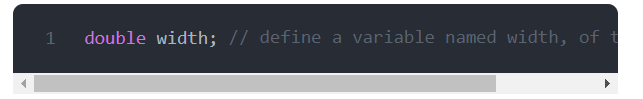 1 double width; // define a variable named width, of